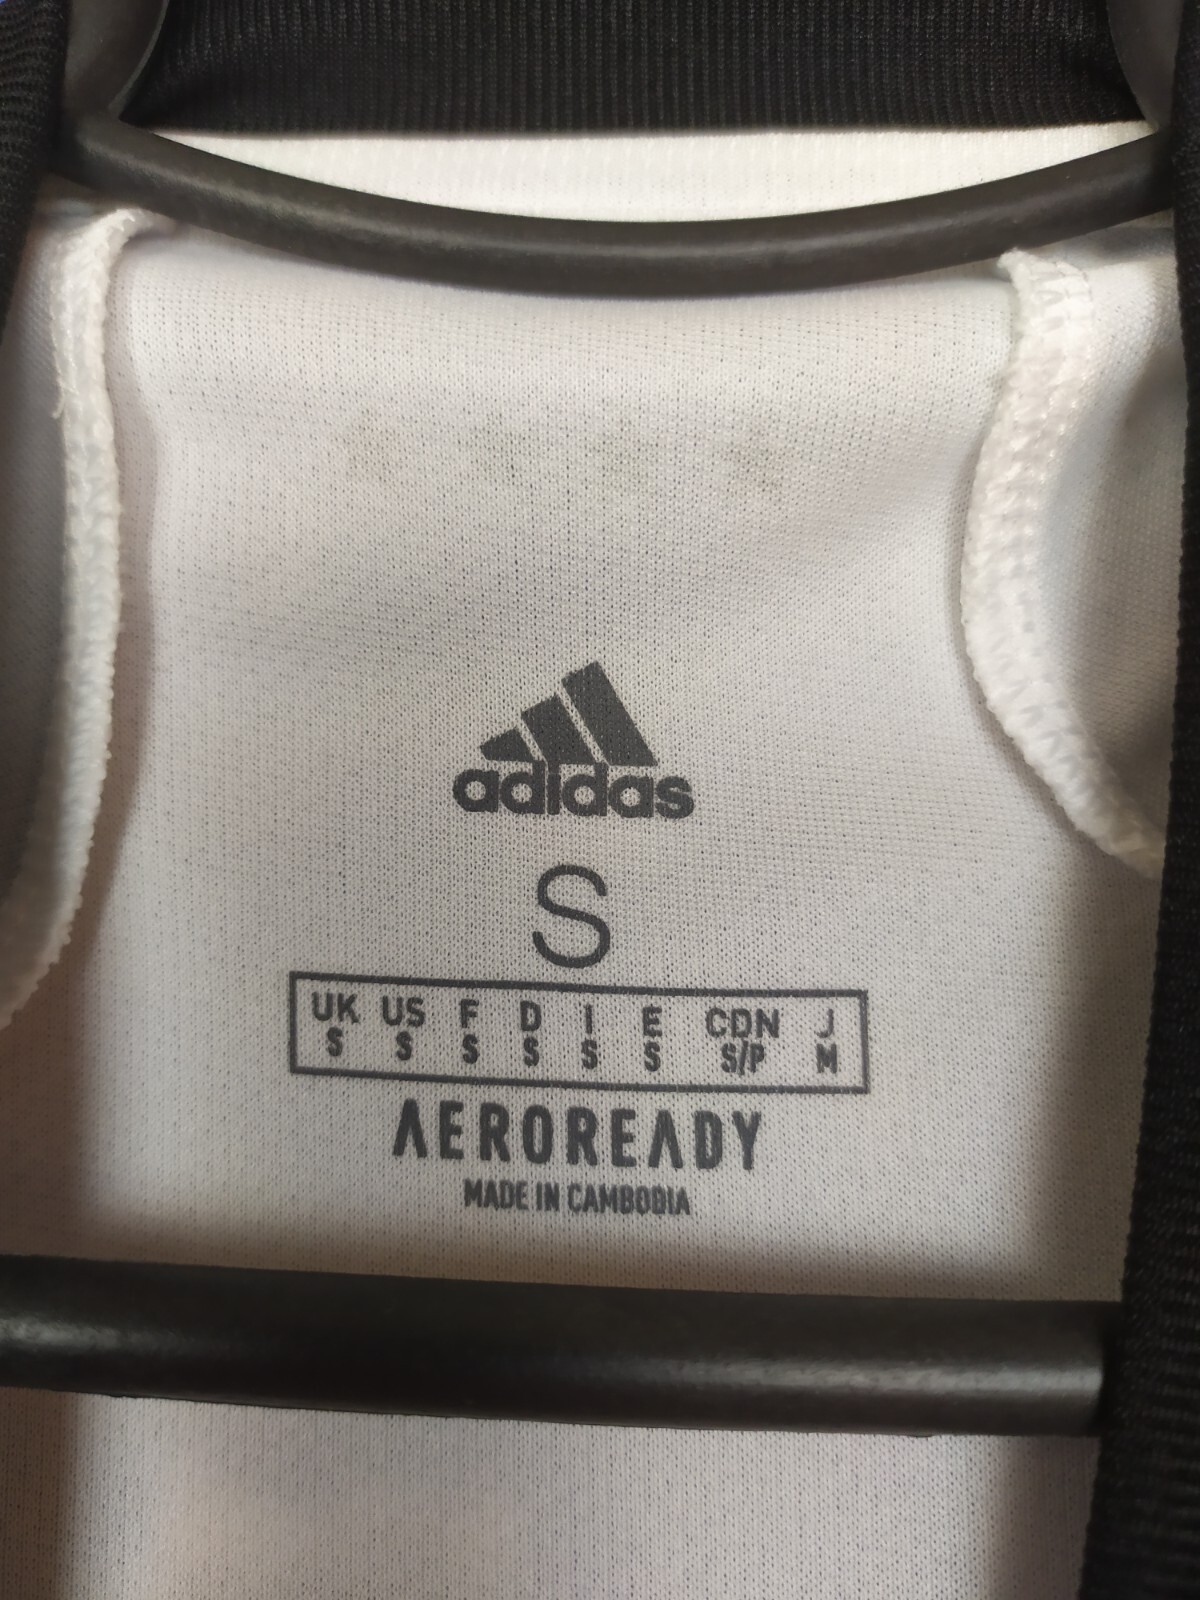 adidas
S
UK US F D I E CDN J
S S S S S S S/P M
AEROREADY
MADE IN CAMBODIA